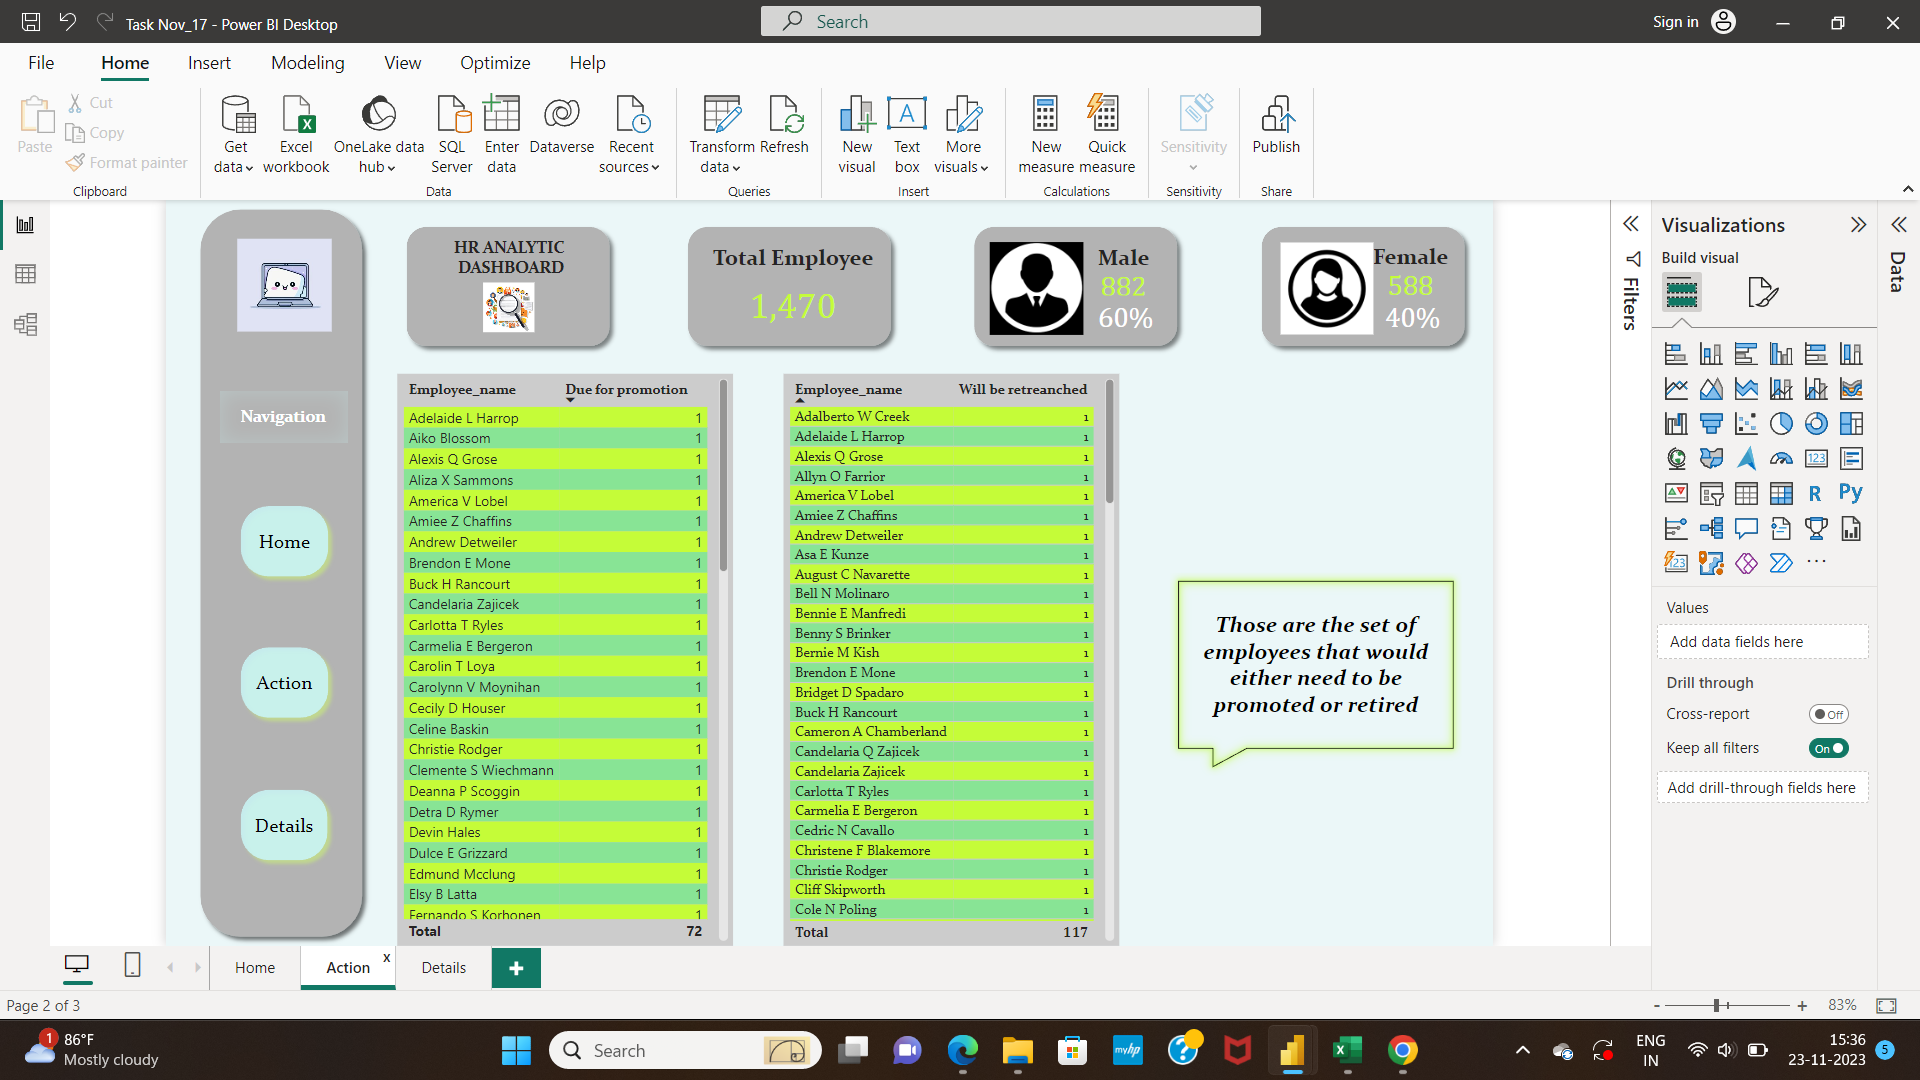 Task Nov_17 - Power BI Desktop
Search
Sign in
File
Home
Insert
Modeling
View
Optimize
Help
Paste
Cut
Copy
Format painter
Clipboard
Get data
Excel workbook
OneLake data hub
SQL Server
Enter data
Dataverse
Recent sources
Data
Transform data
Refresh
Queries
New visual
Text box
More visuals
Insert
New measure
Quick measure
Calculations
Sensitivity
Sensitivity
Publish
Share
HR ANALYTIC
DASHBOARD
Total Employee
1,470
Male
882
60%
Female
588
40%
Navigation
Home
Action
Details
Employee_name Due for promotion
Adelaide L Harrop 1
Aiko Blossom 1
Alexis Q Grose 1
Aliza X Sammons 1
America V Lobel 1
Amiee Z Chaffins 1
Andrew Detweiler 1
Brendon E Mone 1
Buck H Rancourt 1
Candelaria Zajicek 1
Carlotta T Ryles 1
Carmelia E Bergeron 1
Carolin T Loya 1
Carolynn V Moynihan 1
Cecily D Houser 1
Celine Baskin 1
Christie Rodger 1
Clemente S Wiechmann 1
Deanna P Scoggin 1
Detra D Rymer 1
Devin Hales 1
Dulce E Grizzard 1
Edmund Mcclung 1
Elsy B Latta 1
Fernando S Korhonen 1
Total 72
Employee_name Will be retreanched
Adalberto W Creek 1
Adelaide L Harrop 1
Alexis Q Grose 1
Allyn O Farrior 1
America V Lobel 1
Amiee Z Chaffins 1
Andrew Detweiler 1
Asa E Kunze 1
August C Navarette 1
Bell N Molinaro 1
Bennie E Manfredi 1
Benny S Brinker 1
Bernie M Kish 1
Brendon E Mone 1
Bridget D Spadaro 1
Buck H Rancourt 1
Cameron A Chamberland 1
Candelaria Q Zajicek 1
Candelaria Zajicek 1
Carlotta T Ryles 1
Carmelia E Bergeron 1
Cedric N Cavallo 1
Christene F Blakemore 1
Christie Rodger 1
Cliff Skipworth 1
Cole N Poling 1
Total 117
Those are the set of
employees that would
either need to be
promoted or retired
Filters
Visualizations
Build visual
123
R
Py
123
Values
Add data fields here
Drill through
Cross-report
Off
Keep all filters
On
Add drill-through fields here
Data
Home
Action
x
Details
+
Page 2 of 3
- + 83%
1
86°F
Mostly cloudy
Search
myhp
ENG
IN
15:36
23-11-2023
5